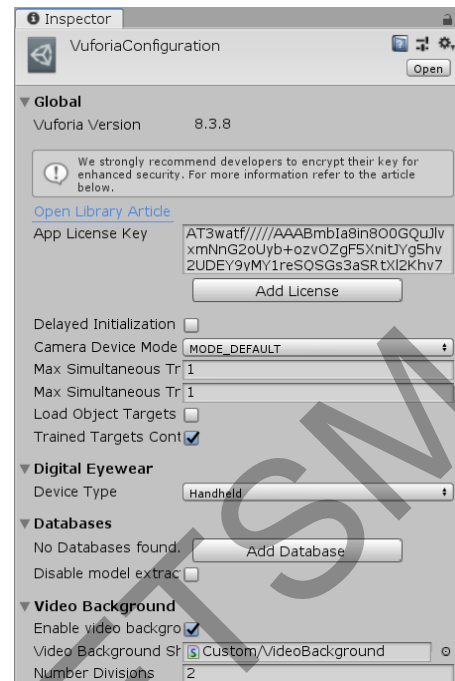 Inspector
VuforiaConfiguration
Open
Global
Vuforia Version 8.3.8
We strongly recommend developers to encrypt their key for
enhanced security. For more information refer to the article
below.
Open Library Article
App License Key AT3watf/////AAABmbIa8in8O0GQuJlv
xmNnG2oUyb+ozvOZgF5XnitJYg5hv
2UDEY9yMY1reSQSGs3aSRtXl2Khv7
Add License
Delayed Initialization
Camera Device Mode MODE_DEFAULT
Max Simultaneous Tr 1
Max Simultaneous Tr 1
Load Object Targets
Trained Targets Cont
Digital Eyewear
Device Type Handheld
Databases
No Databases found. Add Database
Disable model extrac
Video Background
Enable video backgro
Video Background Sh Custom/VideoBackground
Number Divisions 2